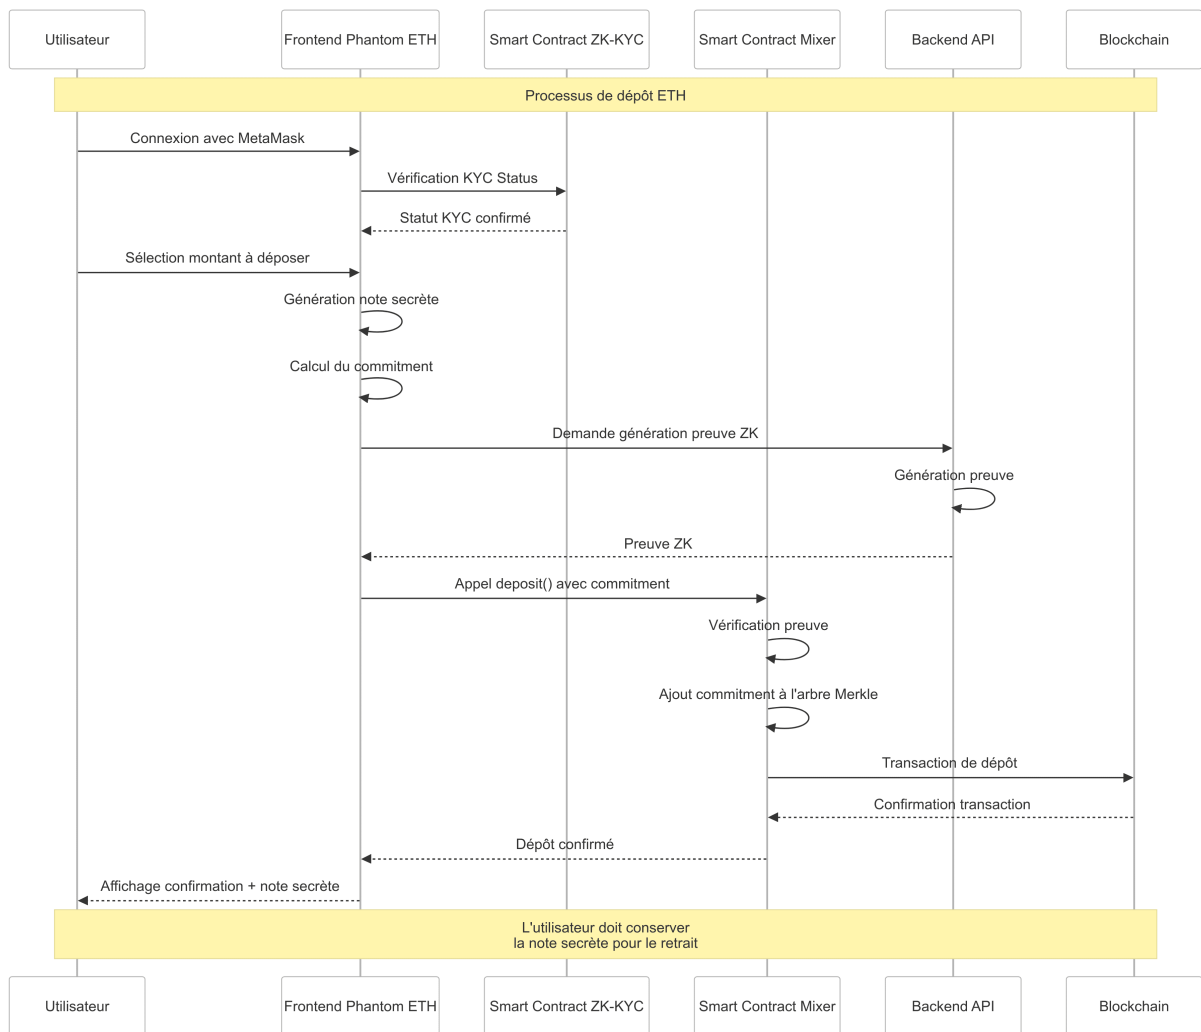 Utilisateur
Frontend Phantom ETH
Smart Contract ZK-KYC
Smart Contract Mixer
Backend API
Blockchain
Processus de dépôt ETH
Connexion avec MetaMask
Vérification KYC Status
Statut KYC confirmé
Sélection montant à déposer
Génération note secrète
Calcul du commitment
Demande génération preuve ZK
Génération preuve
Preuve ZK
Appel deposit() avec commitment
Vérification preuve
Ajout commitment à l'arbre Merkle
Transaction de dépôt
Confirmation transaction
Dépôt confirmé
Affichage confirmation + note secrète
L'utilisateur doit conserver
la note secrète pour le retrait
Utilisateur
Frontend Phantom ETH
Smart Contract ZK-KYC
Smart Contract Mixer
Backend API
Blockchain